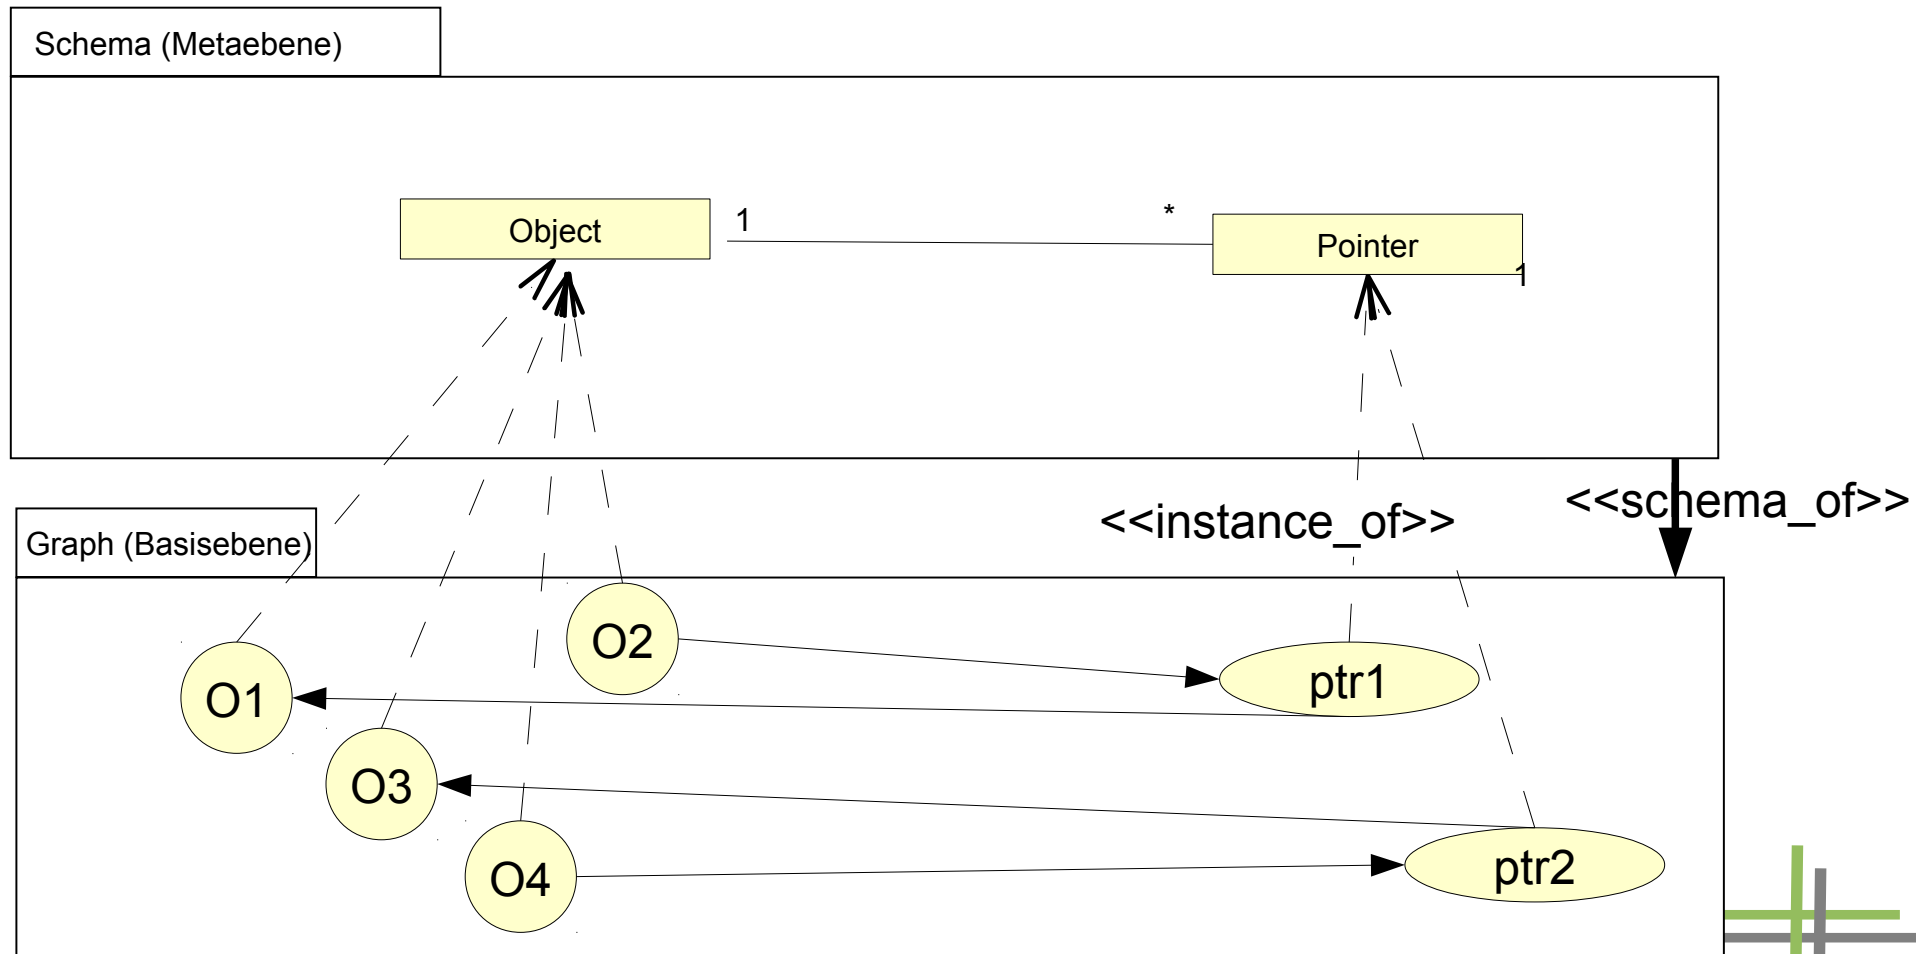 Schema (Metaebene)
Object
1
*
Pointer
1
<<instance_of>>
<<schema_of>>
Graph (Basisebene)
O2
O1
ptr1
O3
O4
ptr2